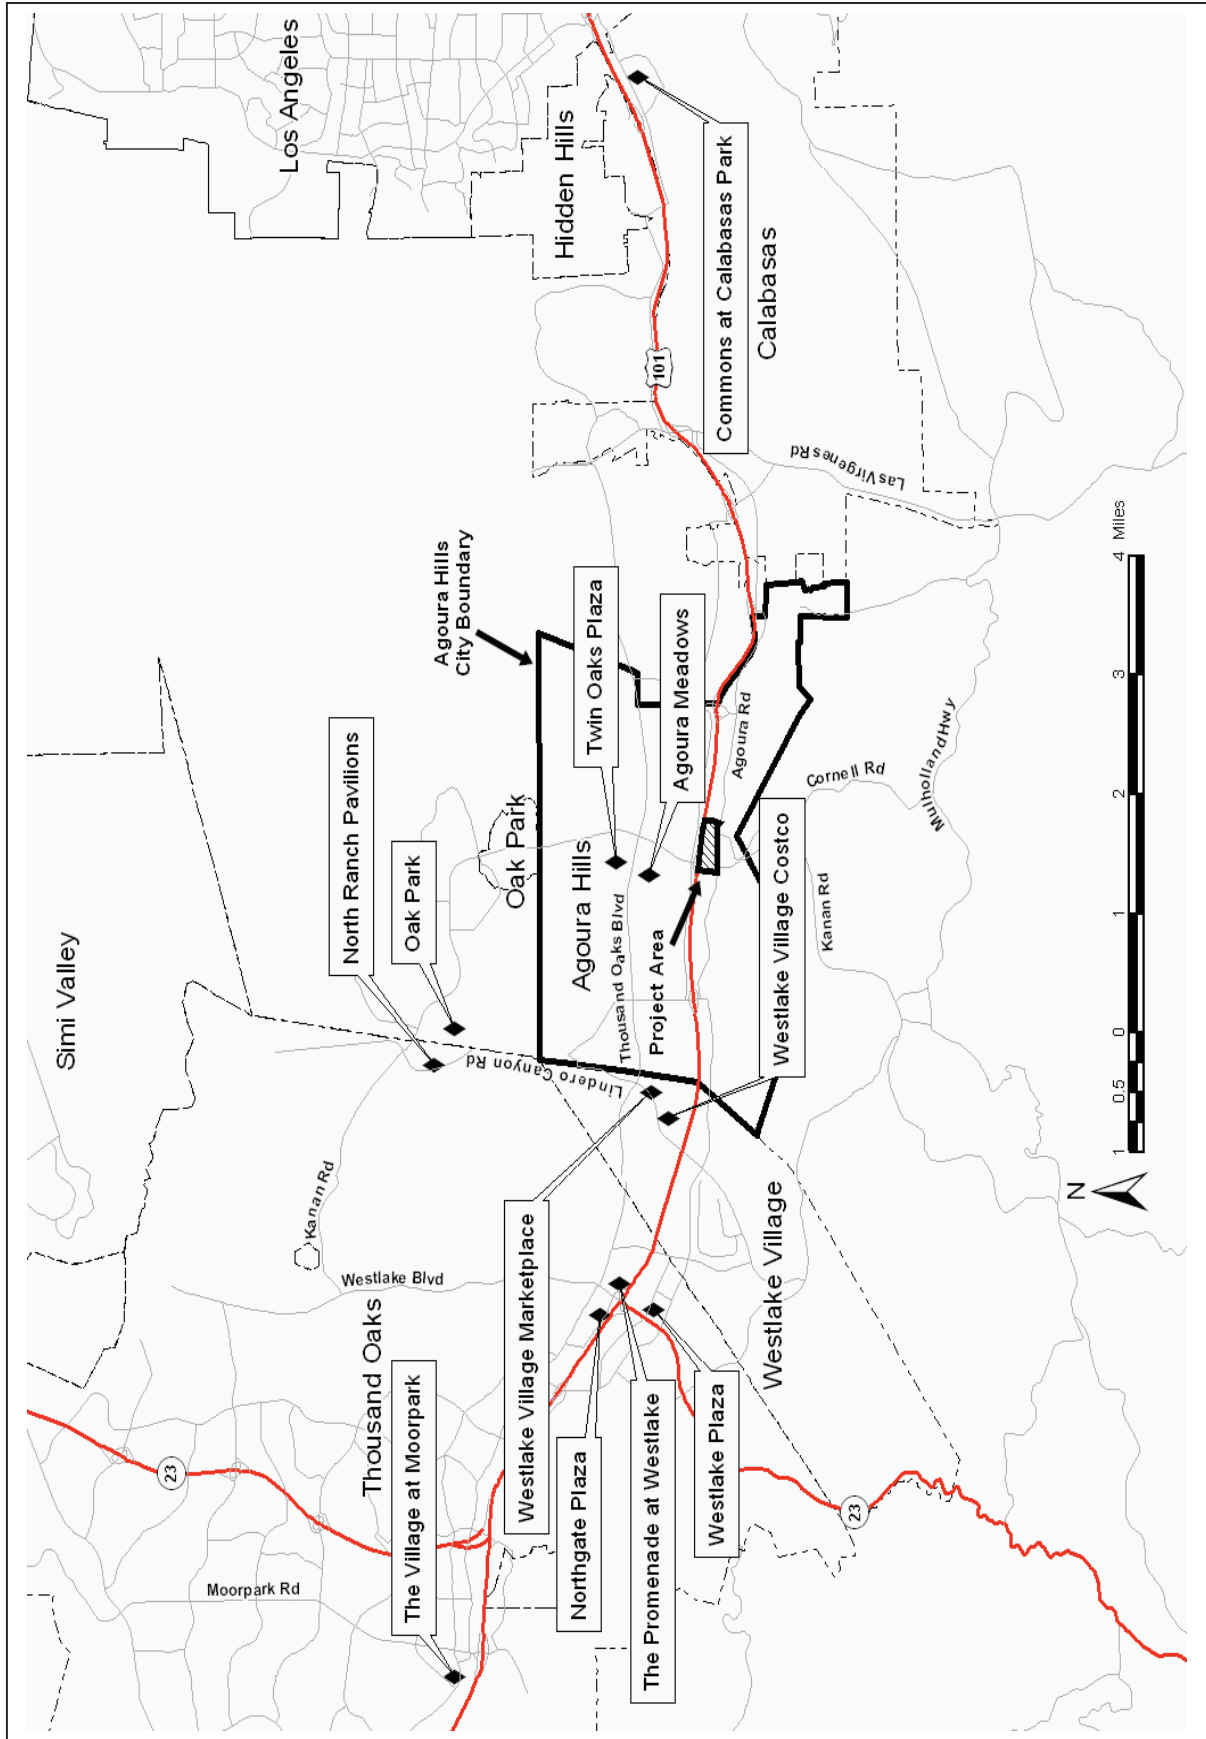 Simi Valley
Los Angeles
North Ranch Pavilions
Oak Park
Agoura Hills
City Boundary
Hidden Hills
Kanan Rd
Westlake Blvd
Thousand Oaks
The Village at Moorpark
Moorpark Rd
23
Lindero Canyon Rd
Oak Park
Agoura Hills
Twin Oaks Plaza
Agoura Meadows
Thousand Oaks Blvd
Project Area
Agoura Rd
101
Commons at Calabasas Park
Calabasas
Las Virgenes Rd
Westlake Village Marketplace
Northgate Plaza
The Promenade at Westlake
Westlake Plaza
Westlake Village
Westlake Village Costco
Kanan Rd
Cornell Rd
Mulholland Hwy
23
N
1 0.5 0 1 2 3 4 Miles